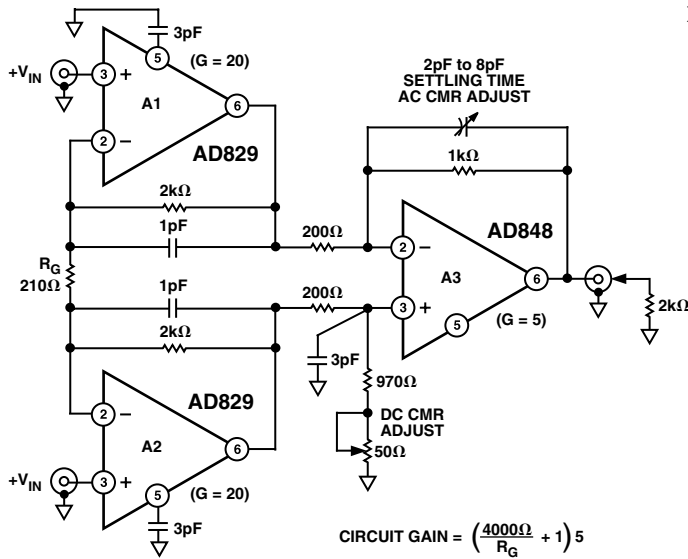 3pF
5
(G = 20)
+VIN
3
+
A1
6
2
–
AD829
2pF to 8pF
SETTLING TIME
AC CMR ADJUST
1kΩ
2kΩ
1pF
200Ω
2
–
AD848
RG
210Ω
A3
6
1pF
200Ω
3
+
2kΩ
5
(G = 5)
2kΩ
3pF
970Ω
AD829
2
–
DC CMR
ADJUST
A2
6
50Ω
+VIN
3
+
5
(G = 20)
3pF
CIRCUIT GAIN = (4000Ω/RG + 1) 5